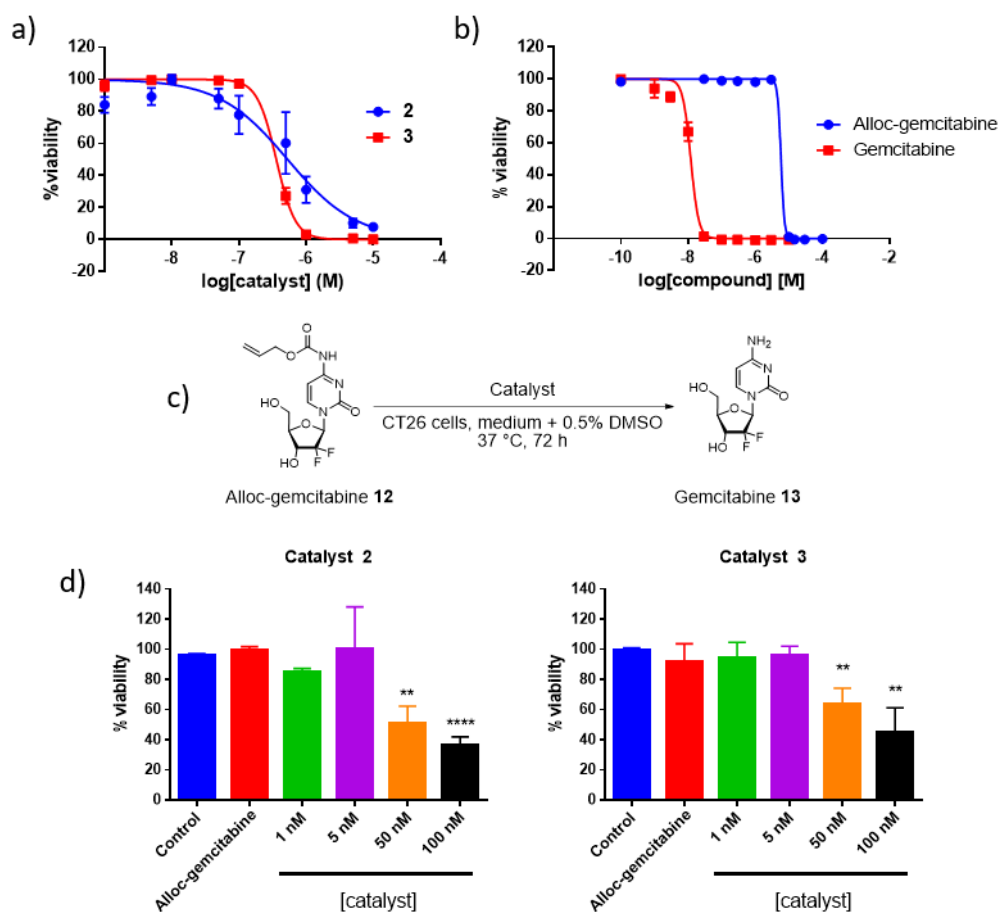 a)
% viability
120
100
80
60
40
20
0
-20
-8
-7
-6
-5
-4
log[catalyst] (M)
2
3
b)
% viability
120
100
80
60
40
20
0
-20
-10
-8
-6
-4
-2
log[compound] [M]
Alloc-gemcitabine
Gemcitabine
c)
O
O
NH
N
N
O
HO
O
HO
F
F
Alloc-gemcitabine 12
Catalyst
CT26 cells, medium + 0.5% DMSO
37 °C, 72 h
NH2
N
N
O
HO
O
HO
F
F
Gemcitabine 13
d)
Catalyst 2
% viability
140
120
100
80
60
40
20
0
**
****
Control
Alloc-gemcitabine
1 nM
5 nM
50 nM
100 nM
[catalyst]
Catalyst 3
% viability
140
120
100
80
60
40
20
0
**
**
Control
Alloc-gemcitabine
1 nM
5 nM
50 nM
100 nM
[catalyst]